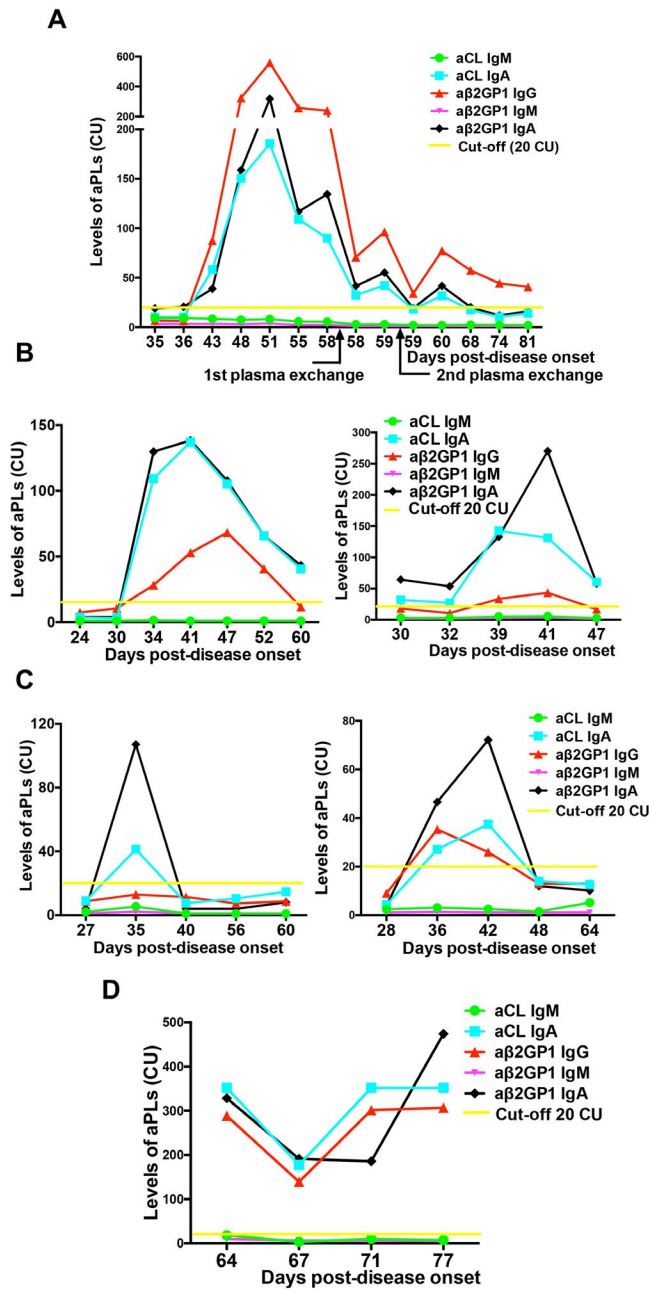 A
Levels of aPLs (CU)
600
400
200
200
150
100
50
0
aCL IgM
aCL IgA
aβ2GP1 IgG
aβ2GP1 IgM
aβ2GP1 IgA
Cut-off (20 CU)
35 36 43 48 51 55 58 58 59 59 60 68 74 81
Days post-disease onset
1st plasma exchange
2nd plasma exchange
B
Levels of aPLs (CU)
150
100
50
0
24 30 34 41 47 52 60
Days post-disease onset
Levels of aPLs (CU)
300
250
200
150
100
50
0
aCL IgM
aCL IgA
aβ2GP1 IgG
aβ2GP1 IgM
aβ2GP1 IgA
Cut-off 20 CU
30 32 39 41 47
Days post-disease onset
C
Levels of aPLs (CU)
120
80
40
20
0
27 35 40 56 60
Days post-disease onset
Levels of aPLs (CU)
80
60
40
20
0
aCL IgM
aCL IgA
aβ2GP1 IgG
aβ2GP1 IgM
aβ2GP1 IgA
Cut-off 20 CU
28 36 42 48 64
Days post-disease onset
D
Levels of aPLs (CU)
500
400
300
200
100
0
aCL IgM
aCL IgA
aβ2GP1 IgG
aβ2GP1 IgM
aβ2GP1 IgA
Cut-off 20 CU
64 67 71 77
Days post-disease onset